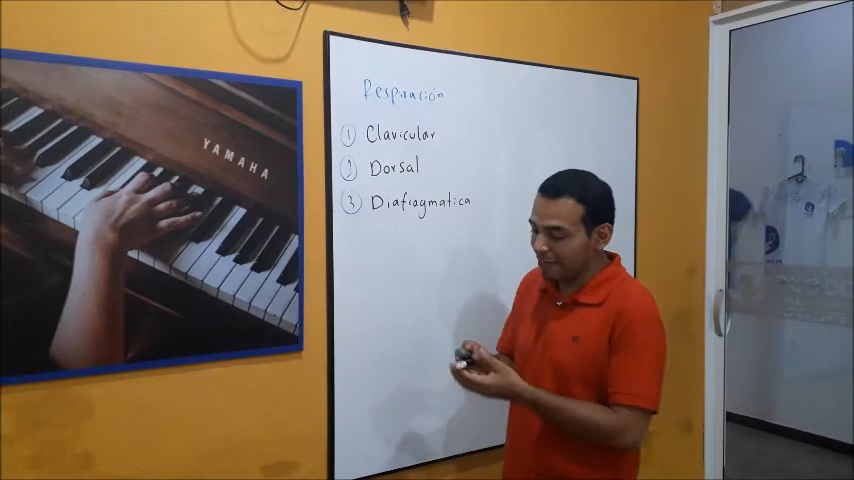 YAMAHA
Respiración
① Clavicular
② Dorsal
③ Diafragmatica.